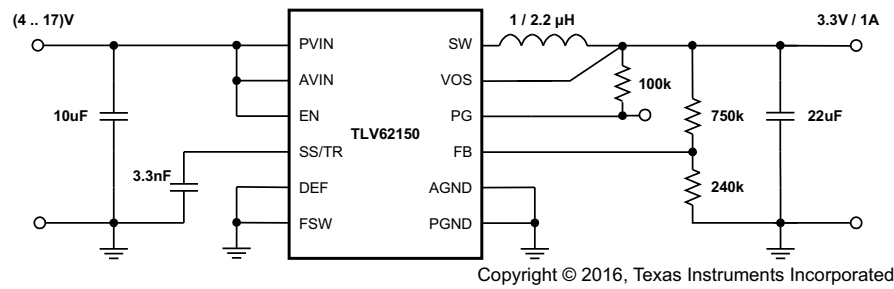 (4 .. 17)V
1 / 2.2 µH
3.3V / 1A
PVIN
SW
AVIN
VOS
100k
10uF
EN
PG
750k
22uF
TLV62150
SS/TR
FB
3.3nF
DEF
AGND
240k
FSW
PGND
Copyright © 2016, Texas Instruments Incorporated